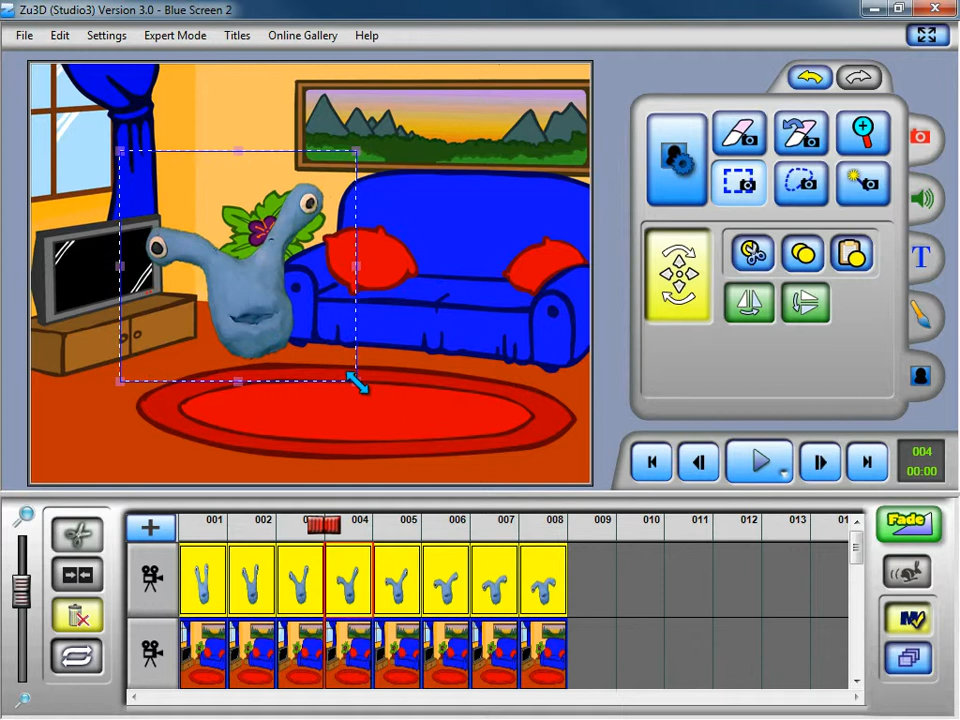 Zu3D (Studio3) Version 3.0 - Blue Screen 2
File Edit Settings Expert Mode Titles Online Gallery Help
T
004
00:00
001 002 004 005 006 007 008 009 010 011 012 013
Fade